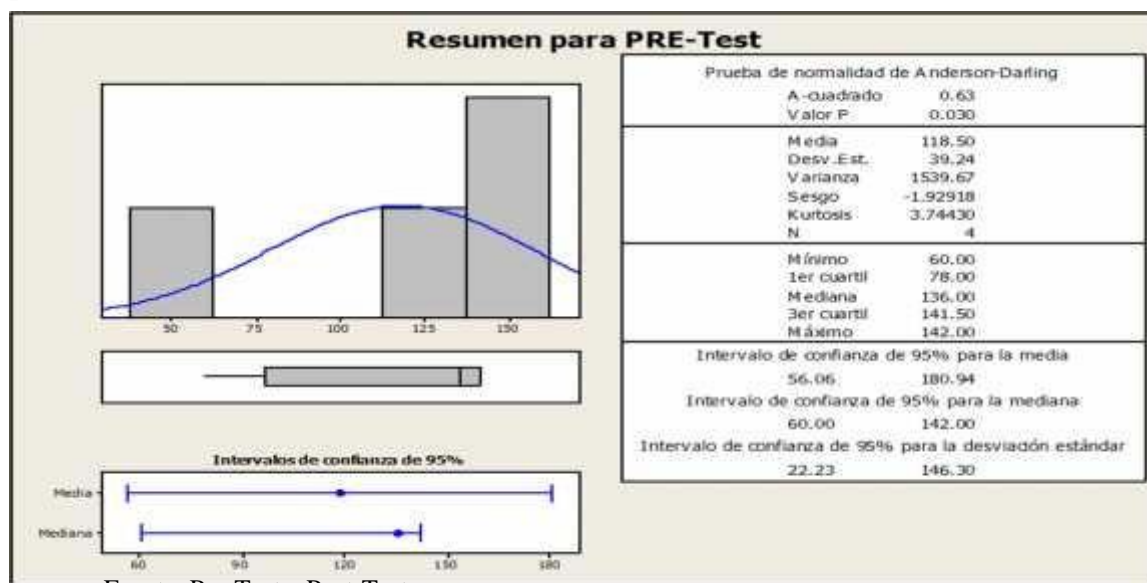 Resumen para PRE-Test
50 75 100 125 150
Intervalos de confianza de 95%
Media
Mediana
60 90 120 150 180
Prueba de normalidad de Anderson-Darling
A-cuadrado 0.63
Valor P 0.030
Media 118.50
Desv.Est. 39.24
Varianza 1539.67
Sesgo -1.92918
Kurtosis 3.74430
N 4
Mínimo 60.00
1er cuartil 78.00
Mediana 136.00
3er cuartil 141.50
Máximo 142.00
Intervalo de confianza de 95% para la media
56.06 180.94
Intervalo de confianza de 95% para la mediana
60.00 142.00
Intervalo de confianza de 95% para la desviación estándar
22.23 146.30